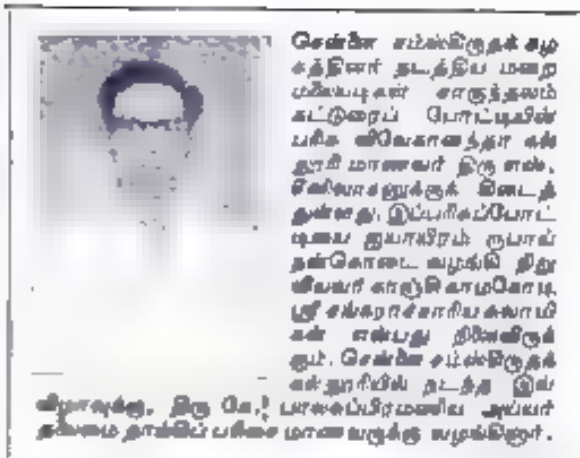 சென்னை சம்ஸ்கிருதக் கழ
கத்தினர் நடத்திய மறை
மலையடிகள் சாகுந்தலம்
கட்டுரைப் போட்டியின்
பரிசு விவேகானந்தா கல்
லூரி மாணவர் திரு எஸ்.
சீனிவாசனுக்குக் கிடைத்
துள்ளது. இப்பரிசுப்போட்
டியை ஐயாயிரம் ரூபாய்
நன்கொடை வழங்கி நிறு
வியவர் காஞ்சி காமகோடி
ஸ்ரீ சங்கராச்சாரிய சுவாமி
கள் என்பது நினைவிருக்
கும். சென்னை சம்ஸ்கிருதக்
கல்லூரியில் நடந்த இவ்
விழாவுக்கு, திரு கே. பாலசுப்பிரமணிய அய்யர்
தலைமை தாங்கிப் பரிசை மாணவருக்கு வழங்கினார்.